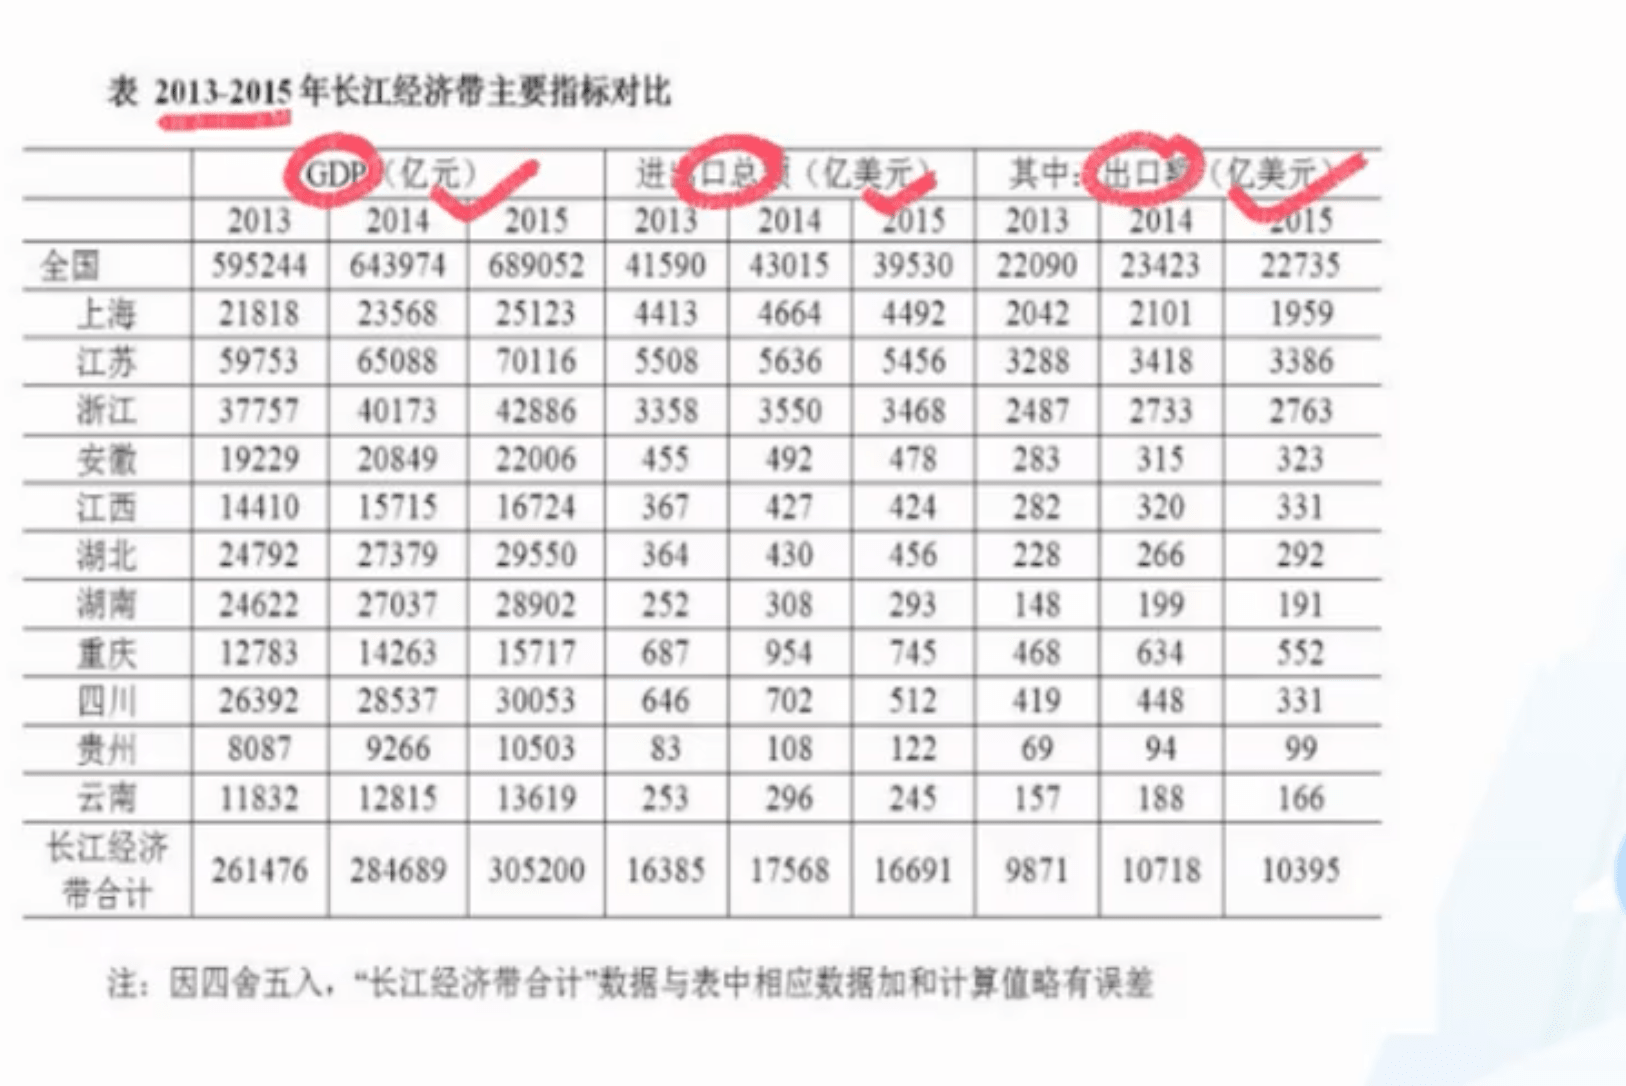 表 2013-2015 年长江经济带主要指标对比
GDP（亿元） 进出口总额（亿美元） 其中：出口额（亿美元）
2013 2014 2015 2013 2014 2015 2013 2014 2015
全国 595244 643974 689052 41590 43015 39530 22090 23423 22735
上海 21818 23568 25123 4413 4664 4492 2042 2101 1959
江苏 59753 65088 70116 5508 5636 5456 3288 3418 3386
浙江 37757 40173 42886 3358 3550 3468 2487 2733 2763
安徽 19229 20849 22006 455 492 478 283 315 323
江西 14410 15715 16724 367 427 424 282 320 331
湖北 24792 27379 29550 364 430 456 228 266 292
湖南 24622 27037 28902 252 308 293 148 199 191
重庆 12783 14263 15717 687 954 745 468 634 552
四川 26392 28537 30053 646 702 512 419 448 331
贵州 8087 9266 10503 83 108 122 69 94 99
云南 11832 12815 13619 253 296 245 157 188 166
长江经济
带合计 261476 284689 305200 16385 17568 16691 9871 10718 10395
注：因四舍五入，“长江经济带合计”数据与表中相应数据加和计算值略有误差